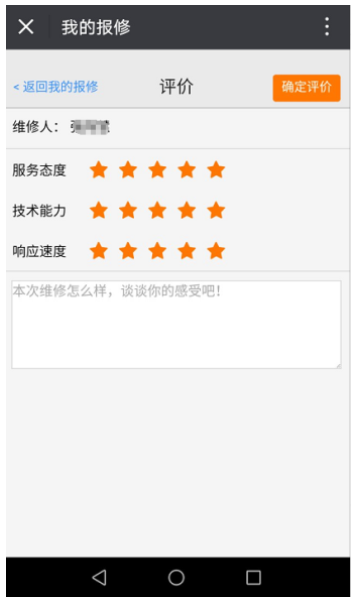 我的报修
< 返回我的报修 评价 确定评价
维修人：
服务态度
技术能力
响应速度
本次维修怎么样，谈谈你的感受吧！